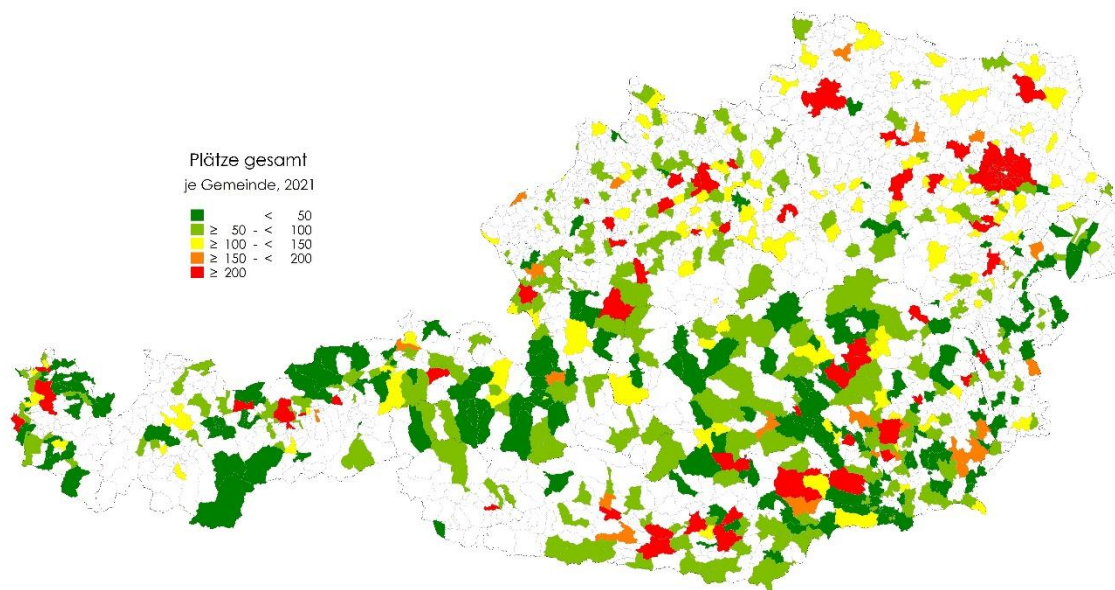 Plätze gesamt
je Gemeinde, 2021
< 50
≥ 50 - < 100
≥ 100 - < 150
≥ 150 - < 200
≥ 200